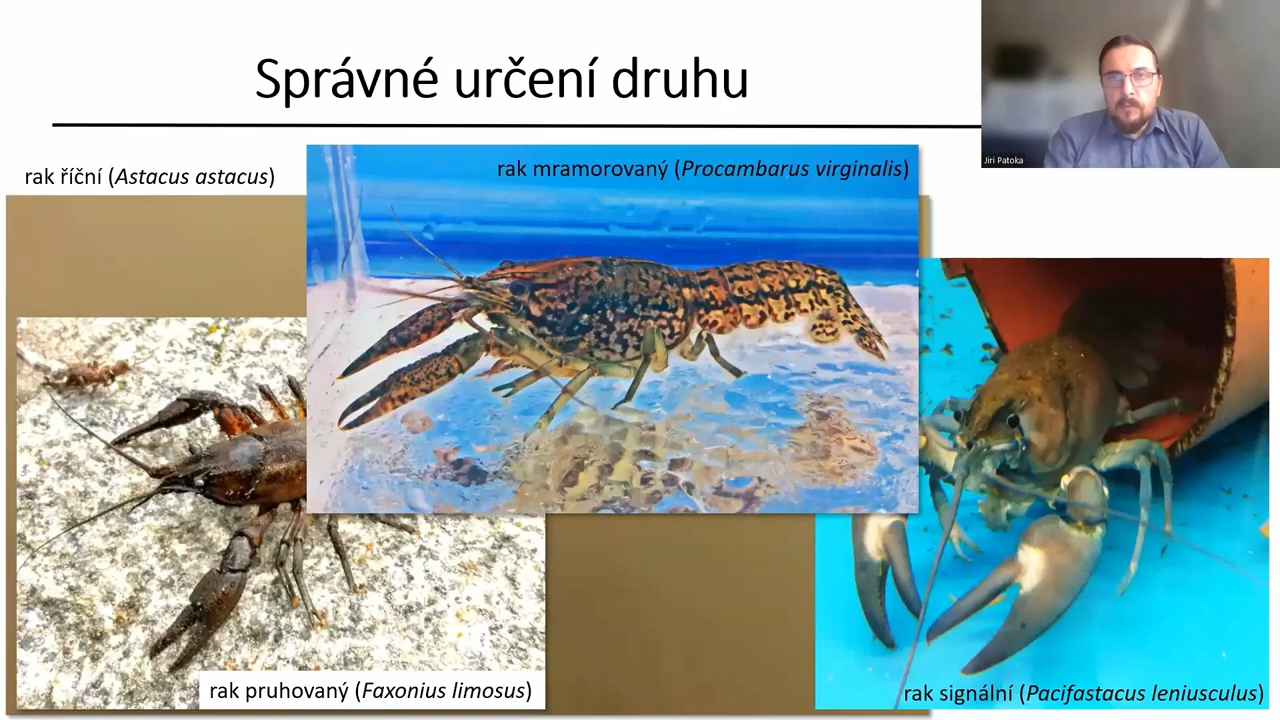 Správné určení druhu
Jiri Patoka
rak říční (Astacus astacus)
rak mramorovaný (Procambarus virginalis)
rak pruhovaný (Faxonius limosus)
rak signální (Pacifastacus leniusculus)